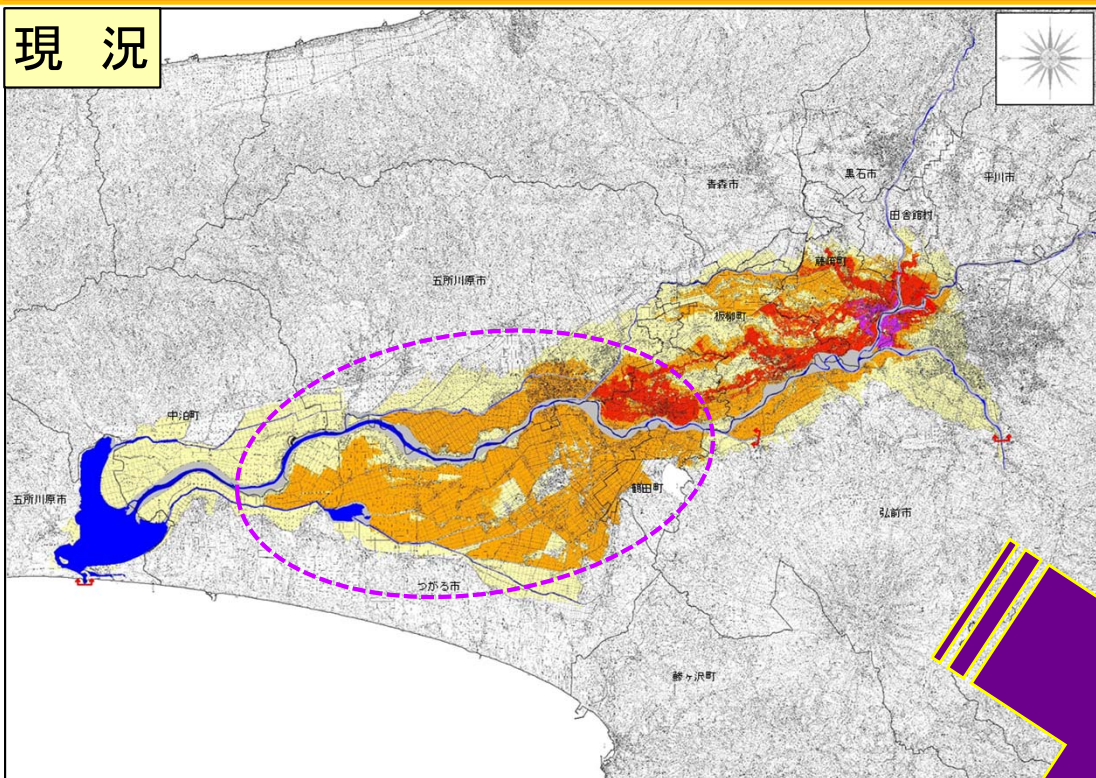 現 況
青森市
黒石市
平川市
田舎館村
藤崎町
五所川原市
板柳町
中泊町
五所川原市
鶴田町
弘前市
つがる市
鰺ヶ沢町